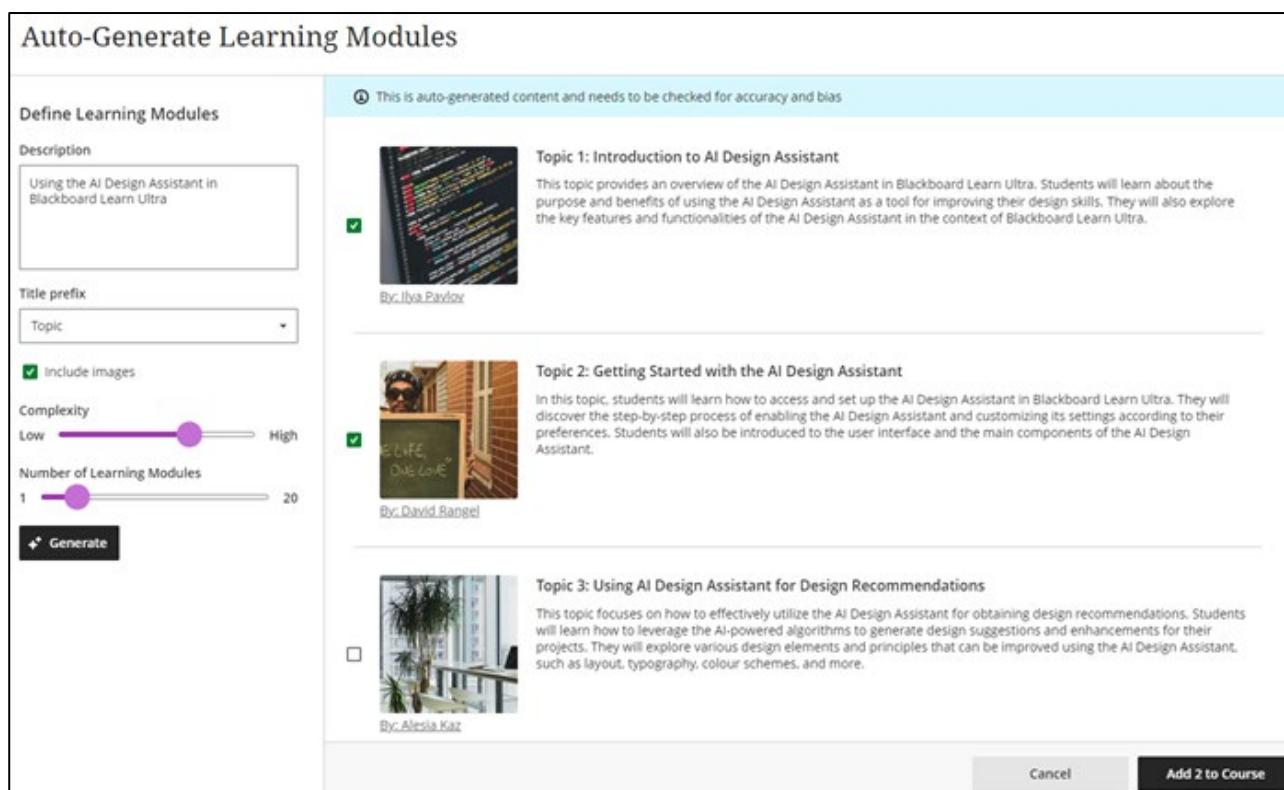 Auto-Generate Learning Modules
Define Learning Modules
Description
Using the AI Design Assistant in
Blackboard Learn Ultra
Title prefix
Topic
Include images
Complexity
Low High
Number of Learning Modules
1 20
Generate
This is auto-generated content and needs to be checked for accuracy and bias
Topic 1: Introduction to AI Design Assistant
This topic provides an overview of the AI Design Assistant in Blackboard Learn Ultra. Students will learn about the
purpose and benefits of using the AI Design Assistant as a tool for improving their design skills. They will also explore
the key features and functionalities of the AI Design Assistant in the context of Blackboard Learn Ultra.
By: Ilya Pavlov
Topic 2: Getting Started with the AI Design Assistant
In this topic, students will learn how to access and set up the AI Design Assistant in Blackboard Learn Ultra. They will
discover the step-by-step process of enabling the AI Design Assistant and customizing its settings according to their
preferences. Students will also be introduced to the user interface and the main components of the AI Design
Assistant.
E LIFE,
ONE LOVE"
By: David Rangel
Topic 3: Using AI Design Assistant for Design Recommendations
This topic focuses on how to effectively utilize the AI Design Assistant for obtaining design recommendations. Students
will learn how to leverage the AI-powered algorithms to generate design suggestions and enhancements for their
projects. They will explore various design elements and principles that can be improved using the AI Design Assistant,
such as layout, typography, colour schemes, and more.
By: Alesia Kaz
Cancel
Add 2 to Course